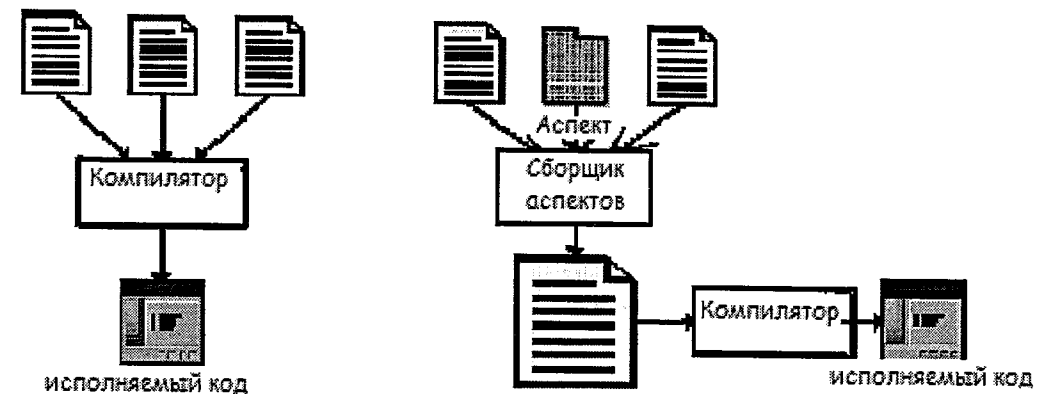 Компилятор
исполняемый код
Аспект
Сборщик
аспектов
Компилятор
исполняемый код